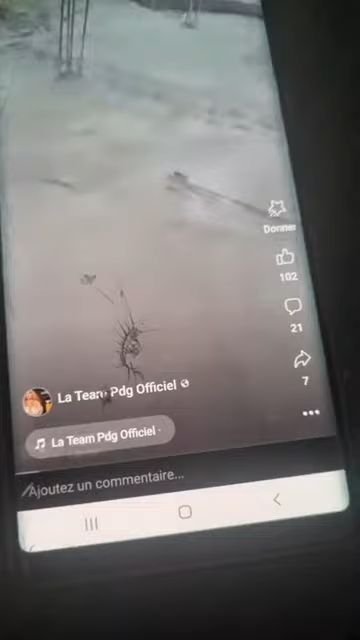 Donner
102
21
7
La Team Pdg Officiel
La Team Pdg Officiel ·
Ajoutez un commentaire...